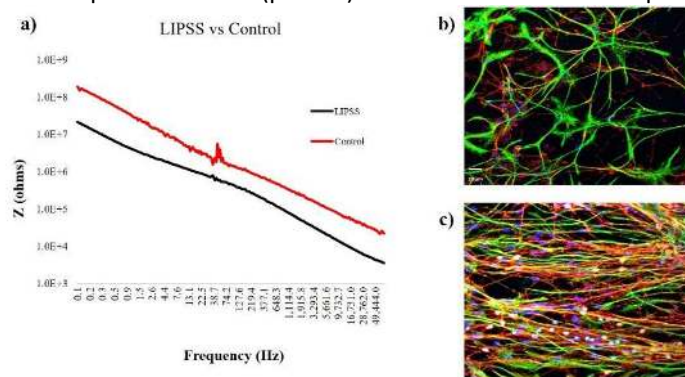 a)
LIPSS vs Control
1.0E+9
1.0E+8
1.0E+7
1.0E+6
1.0E+5
1.0E+4
1.0E+3
Z (ohms)
LIPSS
Control
0.1
0.2
0.3
0.5
0.9
1.5
2.6
4.4
7.6
13.1
22.5
38.7
74.2
127.6
219.4
377.1
648.3
1,114.4
1,915.8
3,293.4
5,661.6
9,732.7
16,731.0
28,762.0
49,444.0
Frequency (Hz)
b)
c)